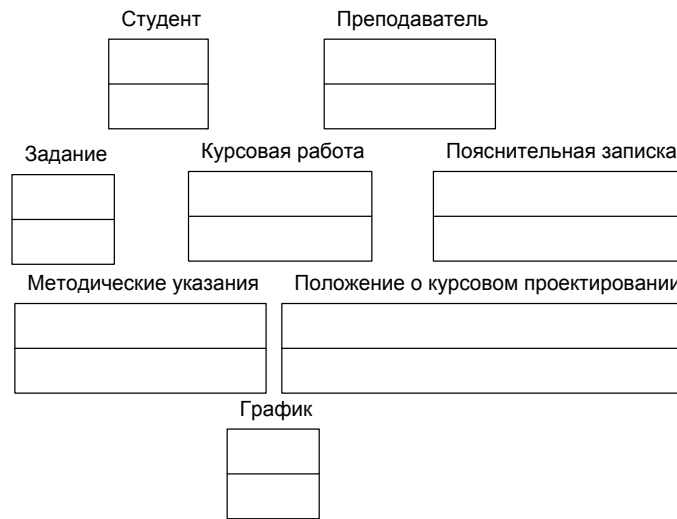 Студент Преподаватель
Задание Курсовая работа Пояснительная записка
Методические указания Положение о курсовом проектировании
График